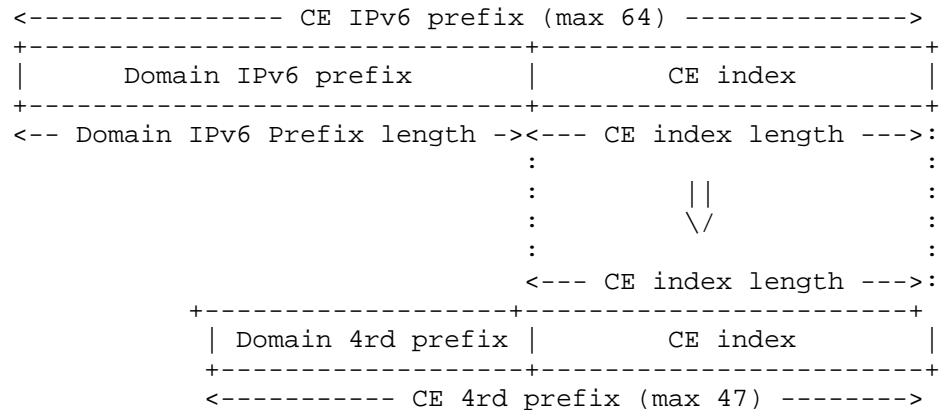 <---------------- CE IPv6 prefix (max 64) -------------->
+-------------------------------+------------------------+
|      Domain IPv6 prefix       |        CE index        |
+-------------------------------+------------------------+
<-- Domain IPv6 Prefix length -><--- CE index length --->:
                                :                        :
                                :         ||             :
                                :         \/             :
                                :                        :
                                <--- CE index length --->:
           +--------------------+------------------------+
            | Domain 4rd prefix |        CE index        |
            +-------------------+------------------------+
            <----------- CE 4rd prefix (max 47) -------->